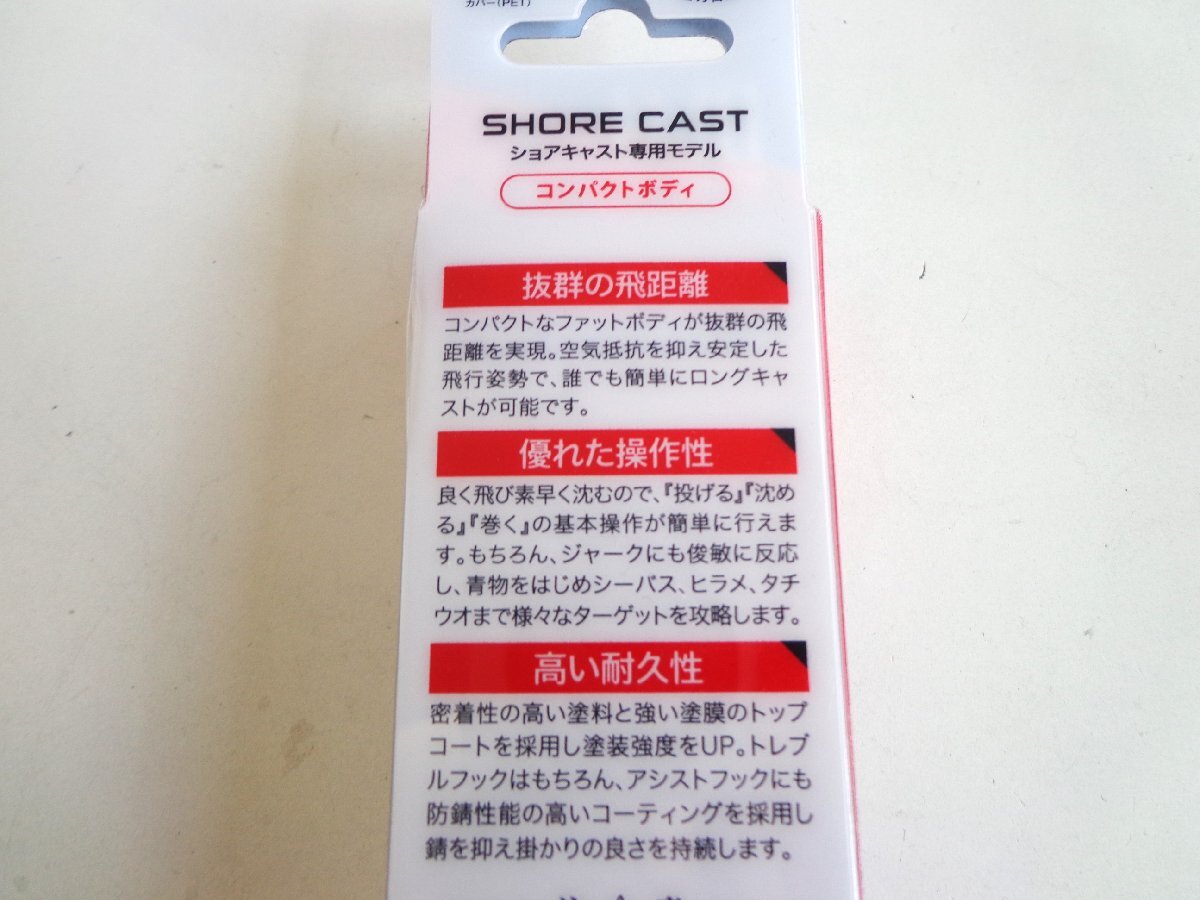 カバー(PET)
SHORE CAST
ショアキャスト専用モデル
コンパクトボディ
抜群の飛距離
コンパクトなファットボディが抜群の飛
距離を実現。空気抵抗を抑え安定した
飛行姿勢で、誰でも簡単にロングキャ
ストが可能です。
優れた操作性
良く飛び素早く沈むので、『投げる』『沈め
る』『巻く』の基本操作が簡単に行えま
す。もちろん、ジャークにも俊敏に反応
し、青物をはじめシーバス、ヒラメ、タチ
ウオまで様々なターゲットを攻略します。
高い耐久性
密着性の高い塗料と強い塗膜のトップ
コートを採用し塗装強度をUP。トレブ
ルフックはもちろん、アシストフックにも
防錆性能の高いコーティングを採用し
錆を抑え掛かりの良さを持続します。